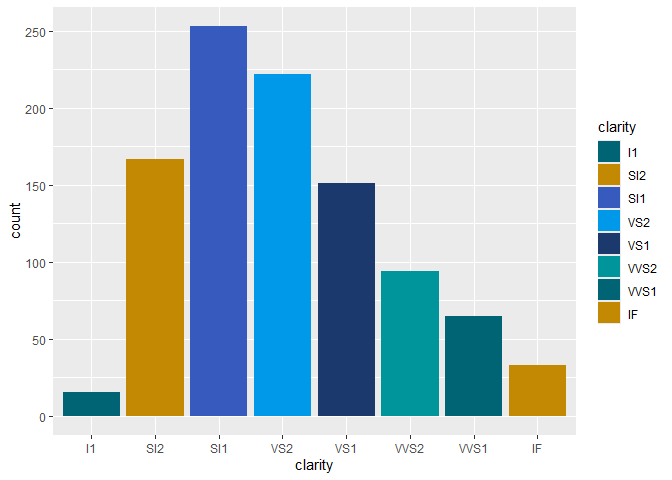 250
200
150
100
50
0
count
I1 SI2 SI1 VS2 VS1 VVS2 VVS1 IF
clarity
clarity
I1
SI2
SI1
VS2
VS1
VVS2
VVS1
IF